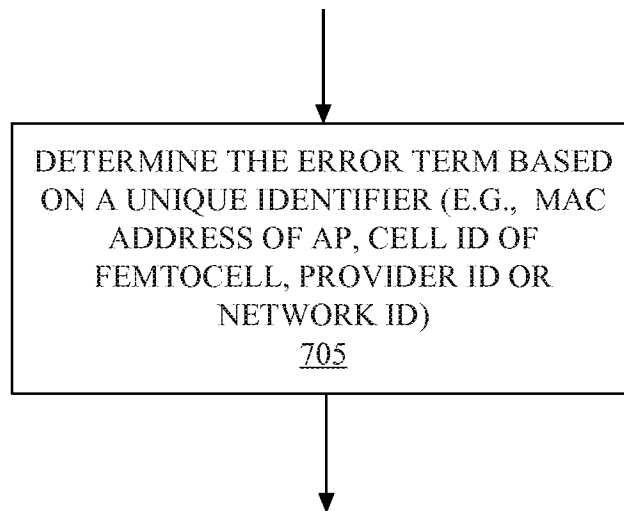 DETERMINE THE ERROR TERM BASED
ON A UNIQUE IDENTIFIER (E.G., MAC
ADDRESS OF AP, CELL ID OF
FEMTOCELL, PROVIDER ID OR
NETWORK ID)
705